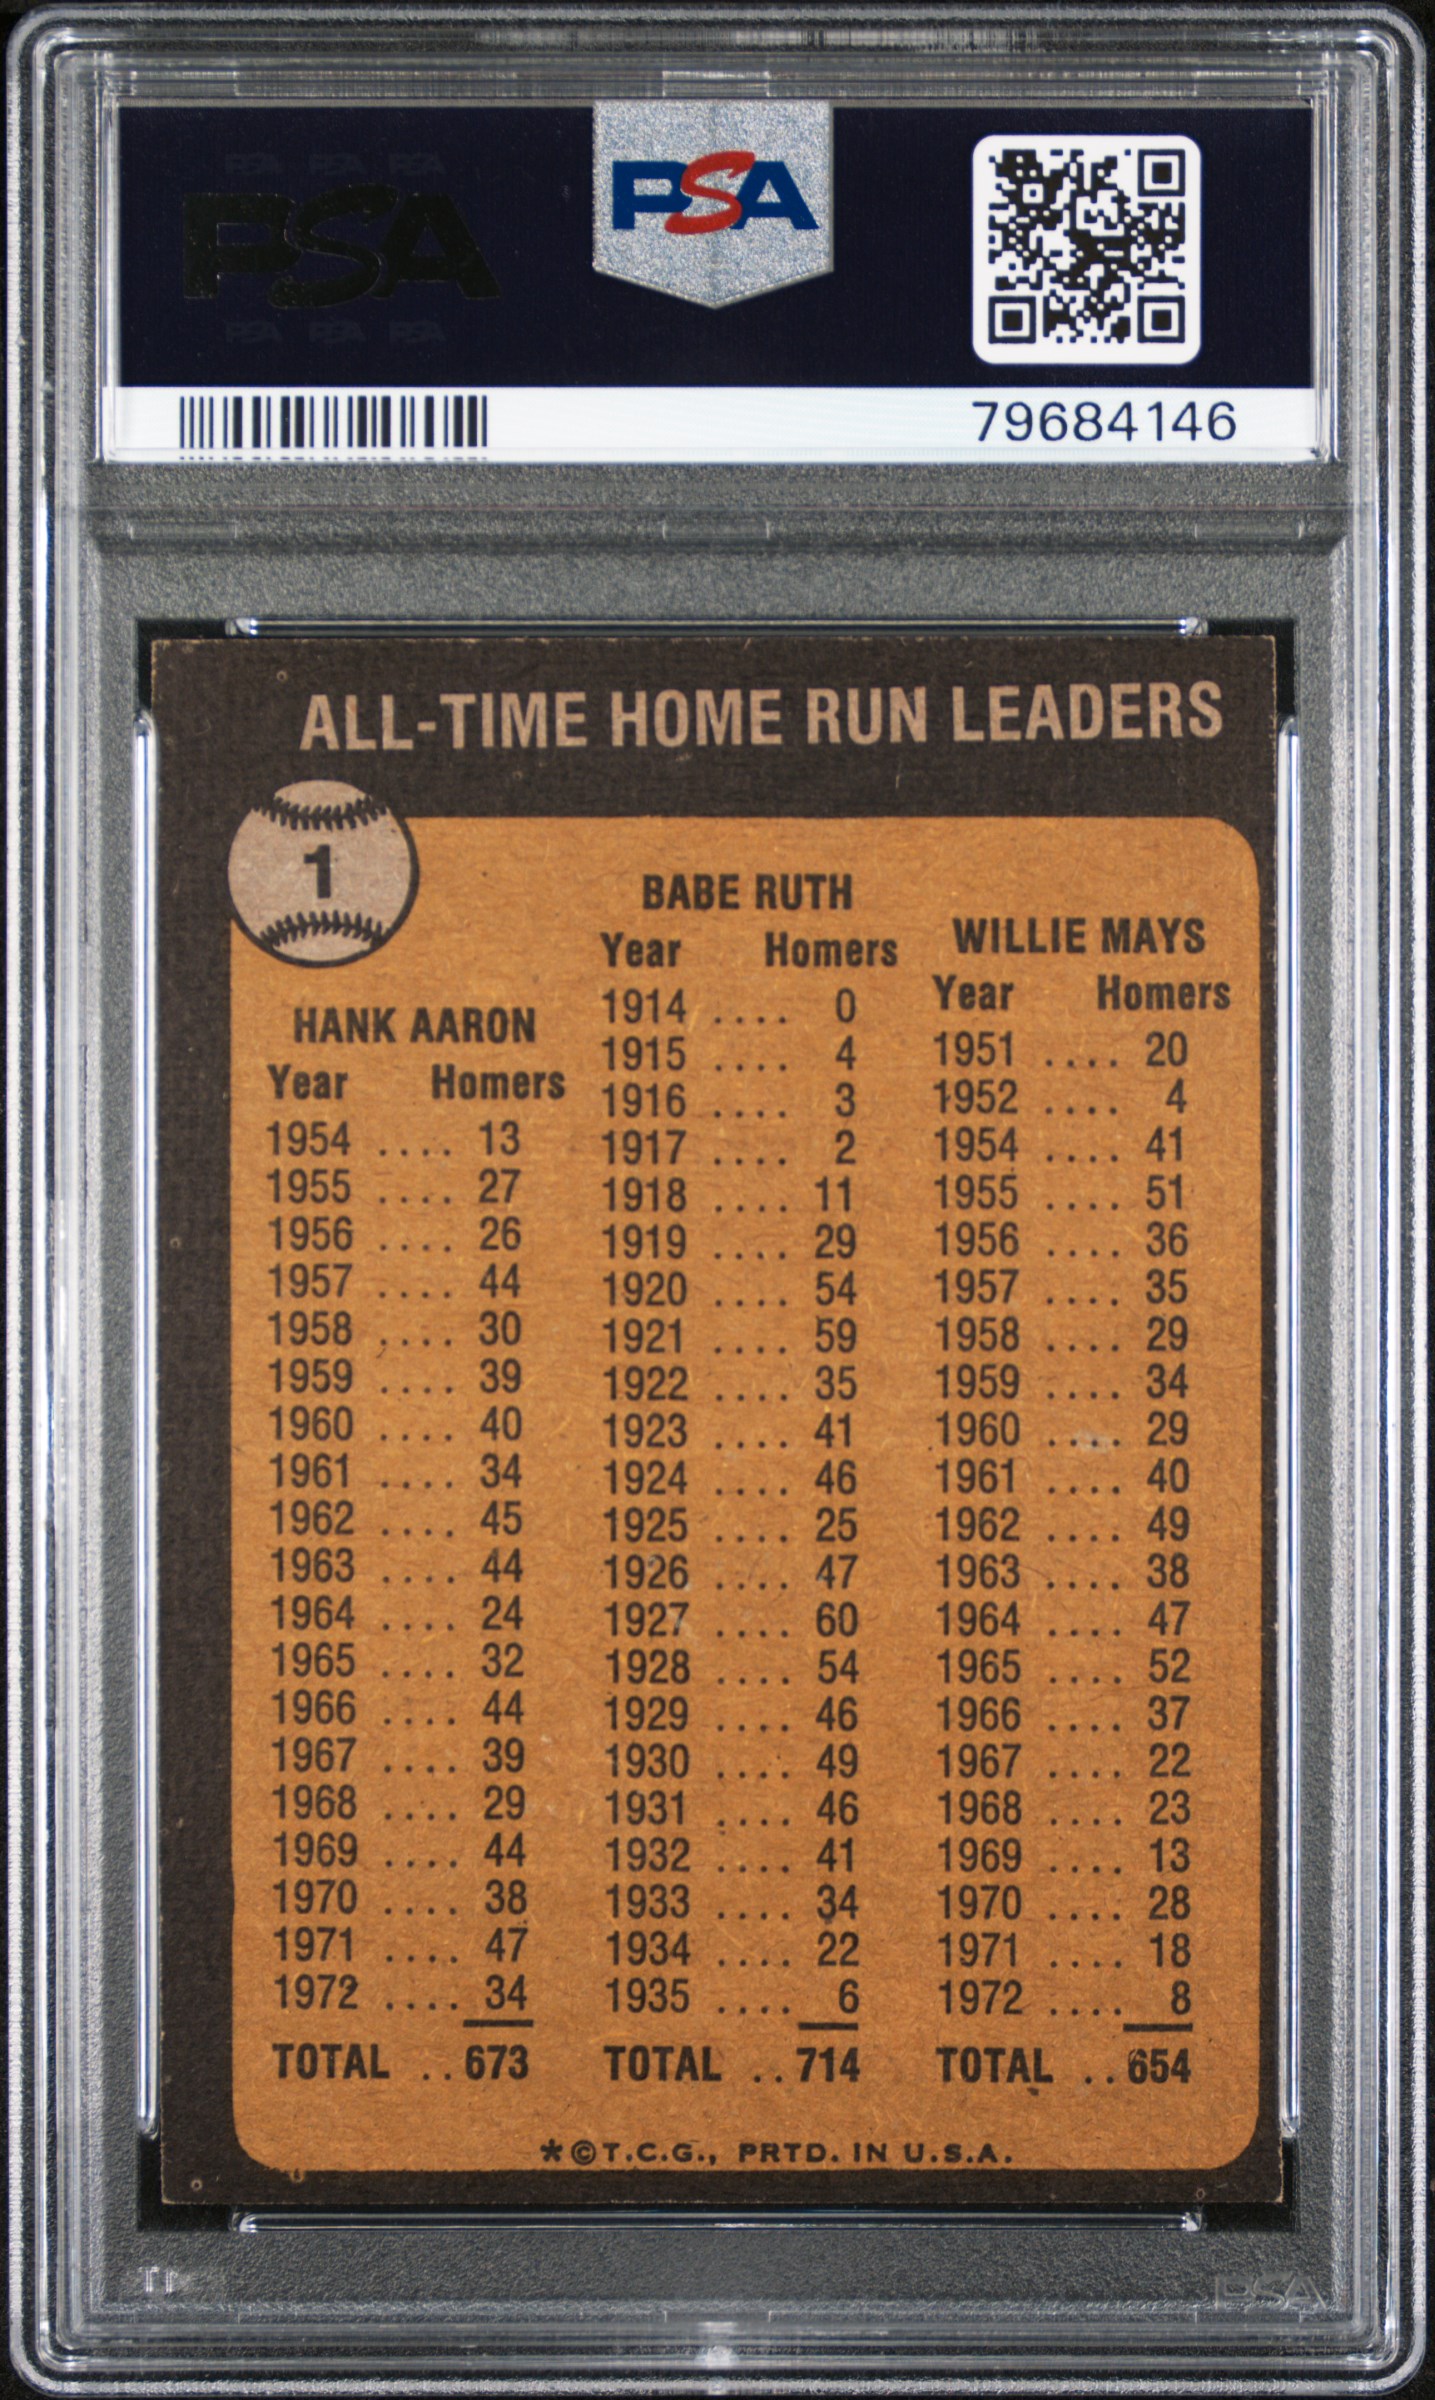 PSA PSA PSA
PSA
PSA PSA PSA
PSA
79684146
ALL-TIME HOME RUN LEADERS
1
HANK AARON
Year Homers
1954 .... 13
1955 .... 27
1956 .... 26
1957 .... 44
1958 .... 30
1959 .... 39
1960 .... 40
1961 .... 34
1962 .... 45
1963 .... 44
1964 .... 24
1965 .... 32
1966 .... 44
1967 .... 39
1968 .... 29
1969 .... 44
1970 .... 38
1971 .... 47
1972 .... 34
TOTAL ..673
BABE RUTH
Year Homers
1914 .... 0
1915 .... 4
1916 .... 3
1917 .... 2
1918 .... 11
1919 .... 29
1920 .... 54
1921 .... 59
1922 .... 35
1923 .... 41
1924 .... 46
1925 .... 25
1926 .... 47
1927 .... 60
1928 .... 54
1929 .... 46
1930 .... 49
1931 .... 46
1932 .... 41
1933 .... 34
1934 .... 22
1935 .... 6
TOTAL ..714
WILLIE MAYS
Year Homers
1951 .... 20
1952 .... 4
1954 .... 41
1955 .... 51
1956 .... 36
1957 .... 35
1958 .... 29
1959 .... 34
1960 .... 29
1961 .... 40
1962 .... 49
1963 .... 38
1964 .... 47
1965 .... 52
1966 .... 37
1967 .... 22
1968 .... 23
1969 .... 13
1970 .... 28
1971 .... 18
1972 .... 8
TOTAL ..654
*©T.C.G., PRTD. IN U.S.A.
PSA